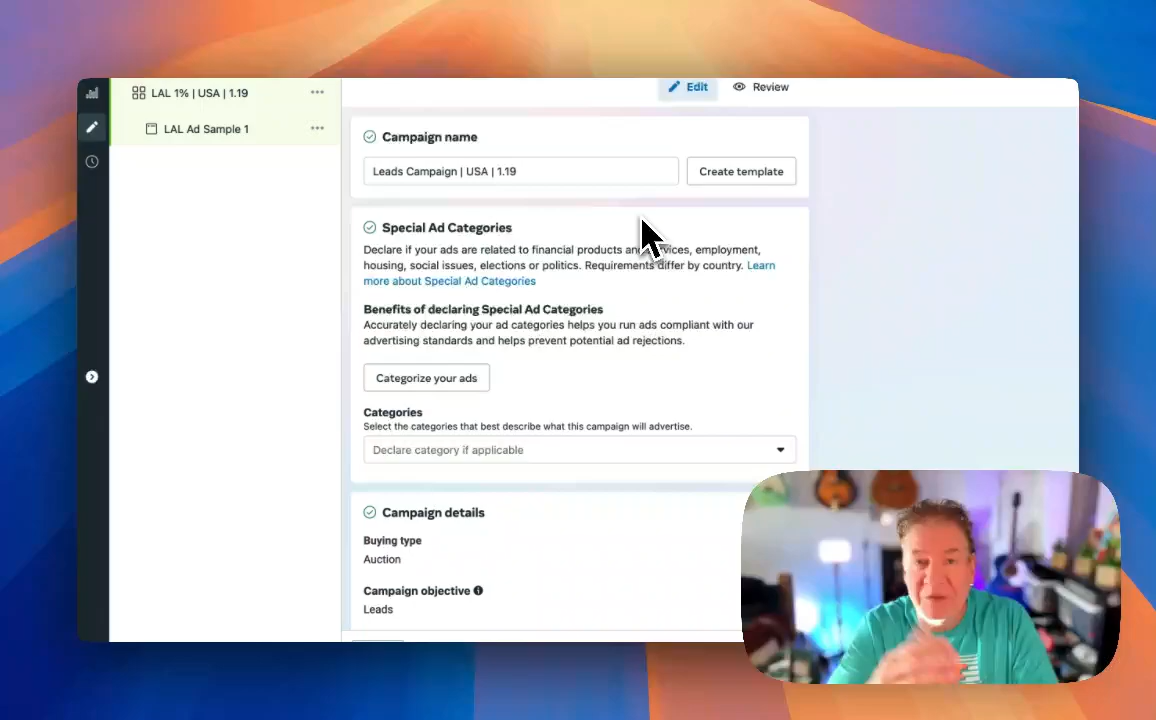 LAL 1% | USA | 1.19
LAL Ad Sample 1
Edit
Review
Campaign name
Leads Campaign | USA | 1.19
Create template
Special Ad Categories
Declare if your ads are related to financial products and services, employment,
housing, social issues, elections or politics. Requirements differ by country. Learn
more about Special Ad Categories
Benefits of declaring Special Ad Categories
Accurately declaring your ad categories helps you run ads compliant with our
advertising standards and helps prevent potential ad rejections.
Categorize your ads
Categories
Select the categories that best describe what this campaign will advertise.
Declare category if applicable
Campaign details
Buying type
Auction
Campaign objective
Leads